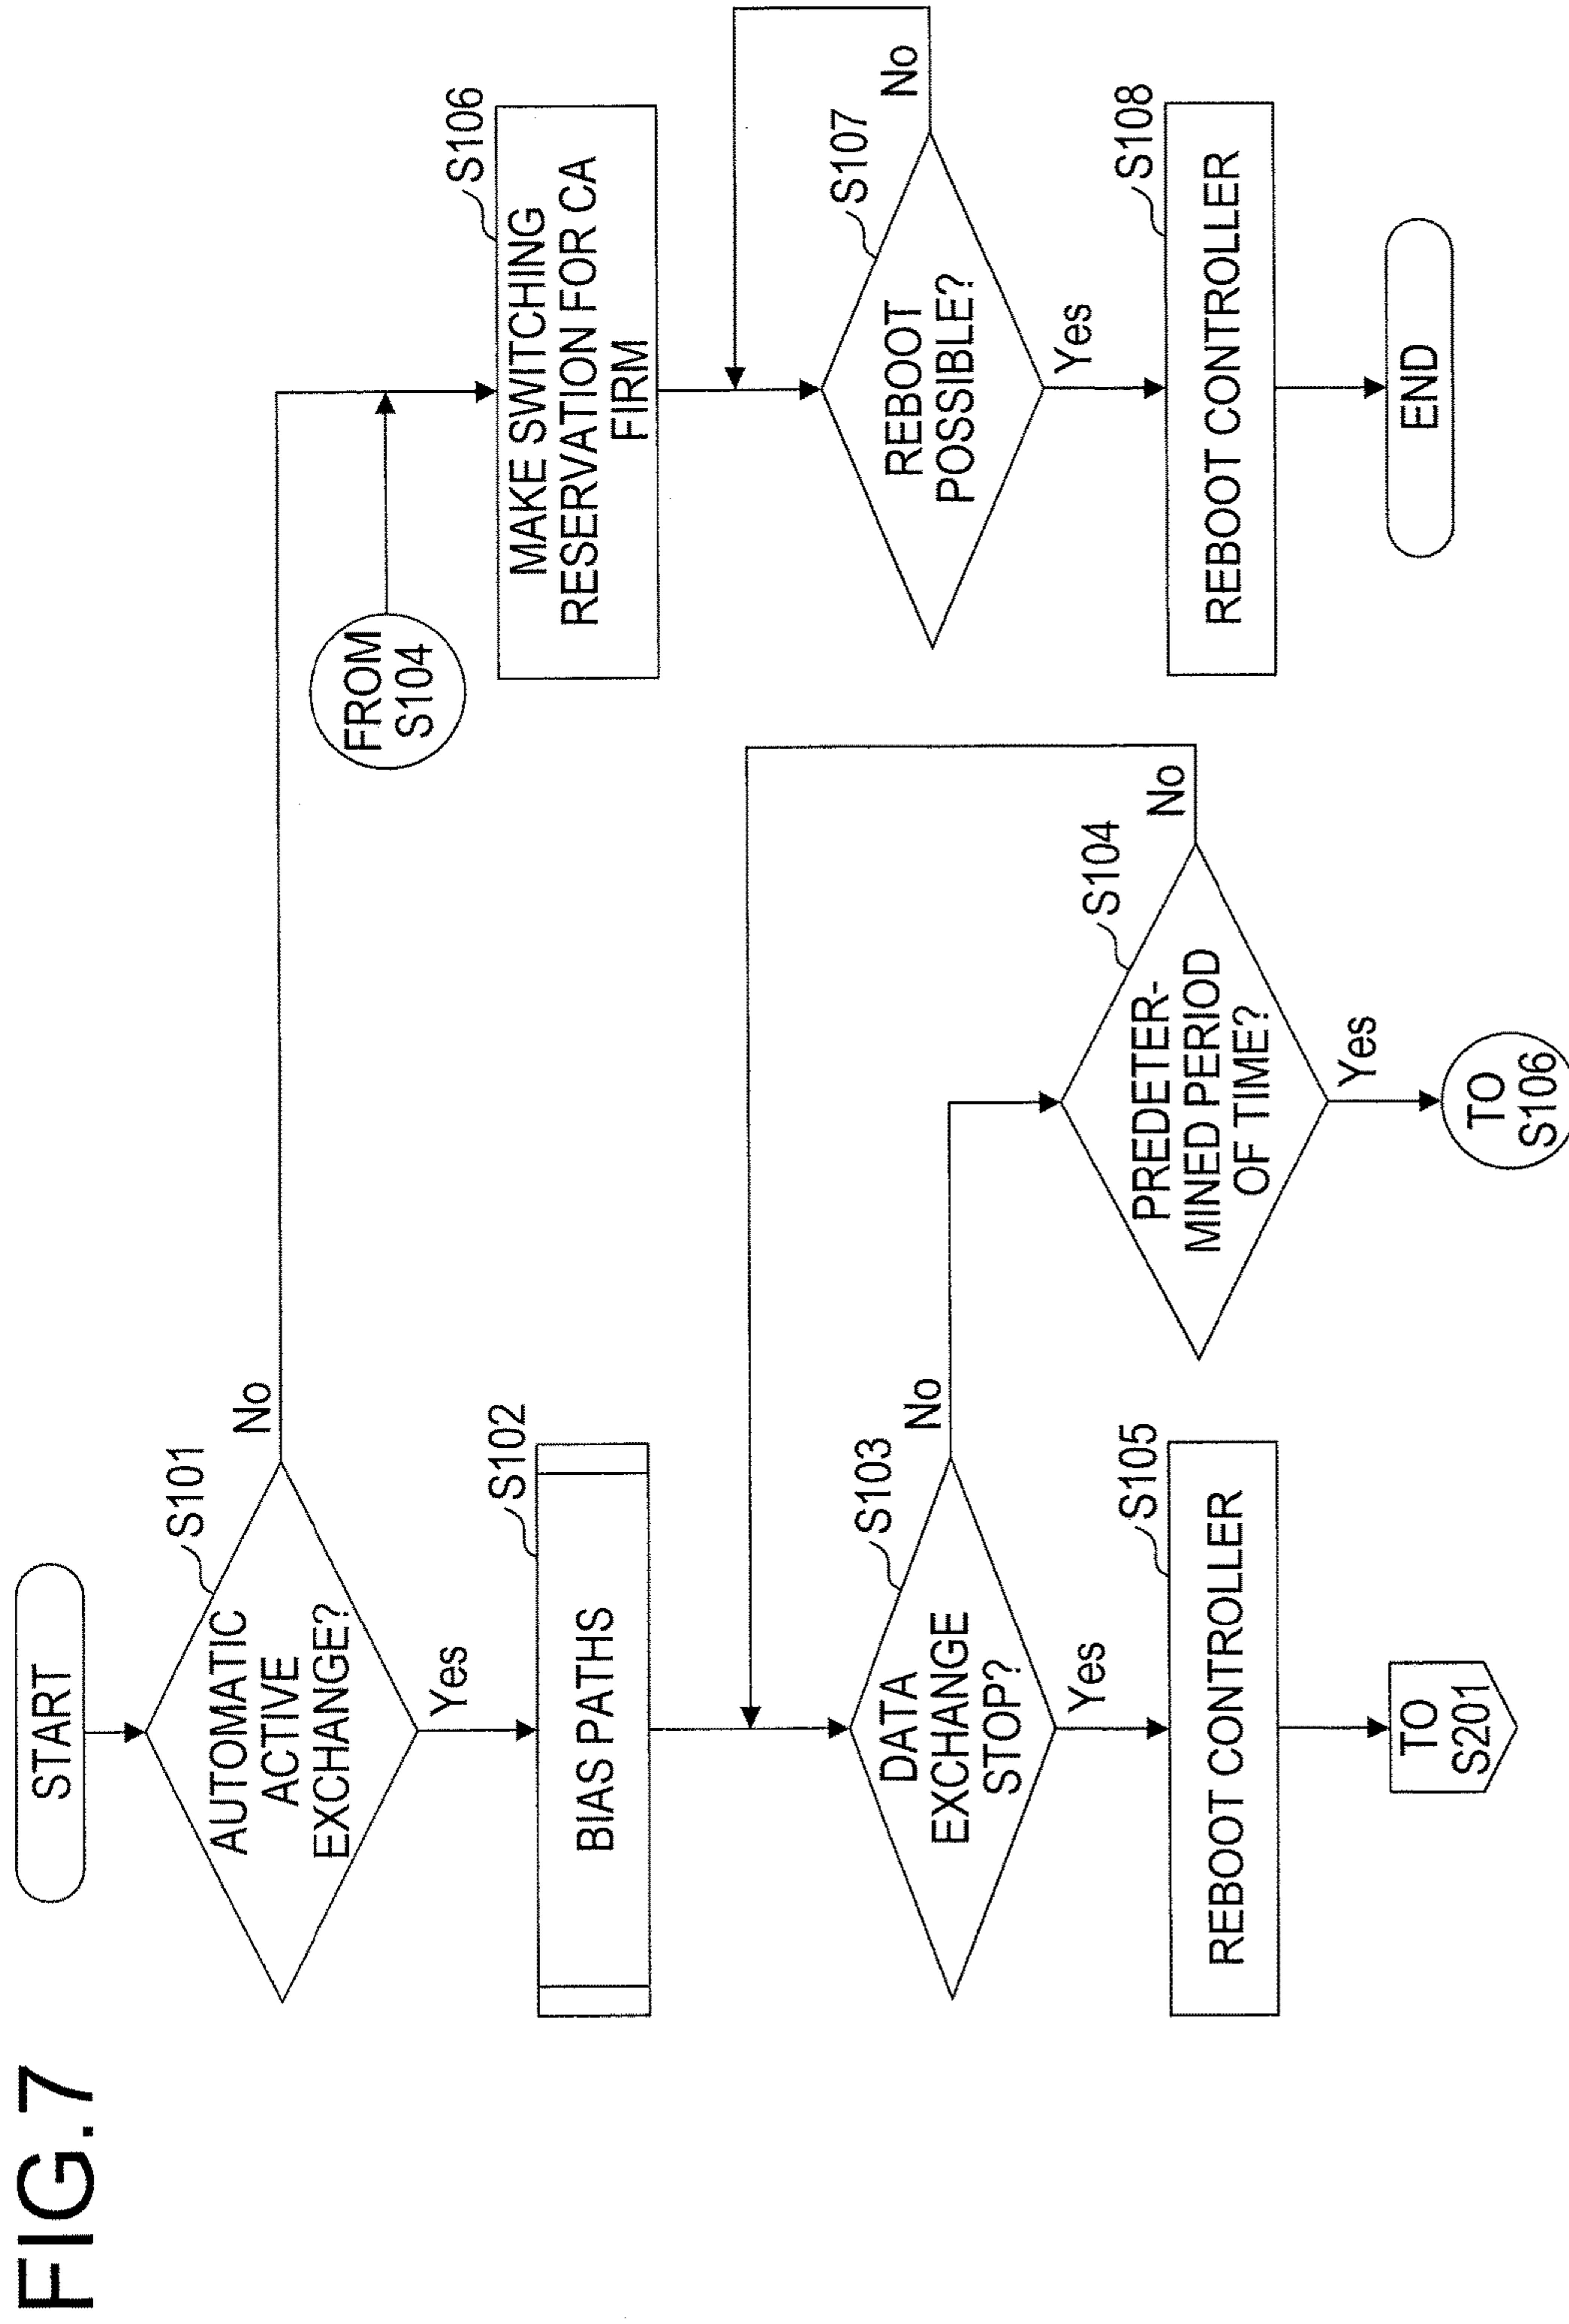 FIG.7
START
S101
AUTOMATIC
ACTIVE
EXCHANGE?
No
Yes
S102
BIAS PATHS
S103
DATA
EXCHANGE
STOP?
No
Yes
S104
PREDETER-
MINED PERIOD
OF TIME?
No
Yes
TO
S106
S105
REBOOT CONTROLLER
TO
S201
FROM
S104
S106
MAKE SWITCHING
RESERVATION FOR CA
FIRM
S107
REBOOT
POSSIBLE?
No
Yes
S108
REBOOT CONTROLLER
END